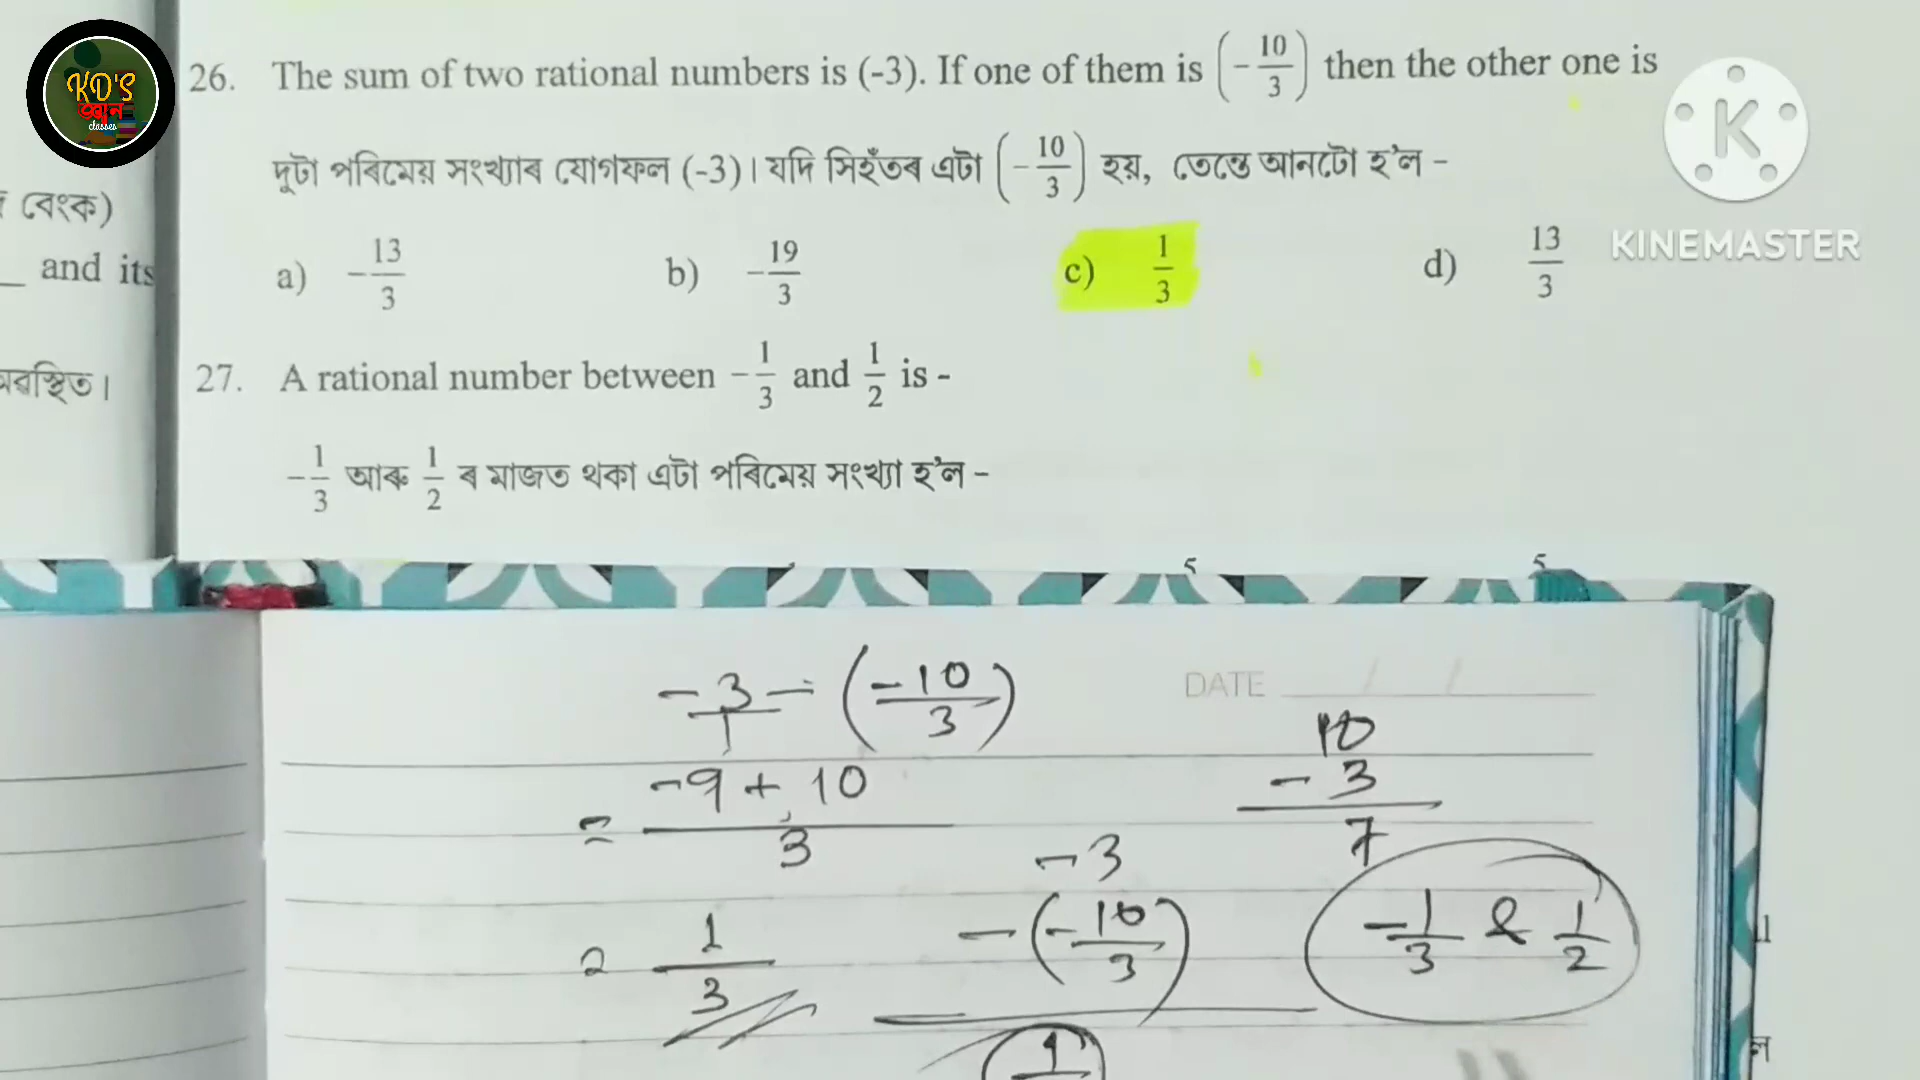 KD'S
জ্ঞান
classes
26. The sum of two rational numbers is (-3). If one of them is (-10/3) then the other one is
দুটা পৰিমেয় সংখ্যাৰ যোগফল (-3)। যদি সিহঁতৰ এটা (-10/3) হয়, তেন্তে আনটো হ'ল -
a) -13/3 b) -19/3 c) 1/3 d) 13/3
KINEMASTER
27. A rational number between -1/3 and 1/2 is -
-1/3 আৰু 1/2 ৰ মাজত থকা এটা পৰিমেয় সংখ্যা হ'ল -
বেংক)
and its
5 5
-3/1 - (-10/3)
DATE
= -9 + 10 / 3
10
- 3
7
1/3
-3
- (-10/3)
1
-1/3 & 1/2